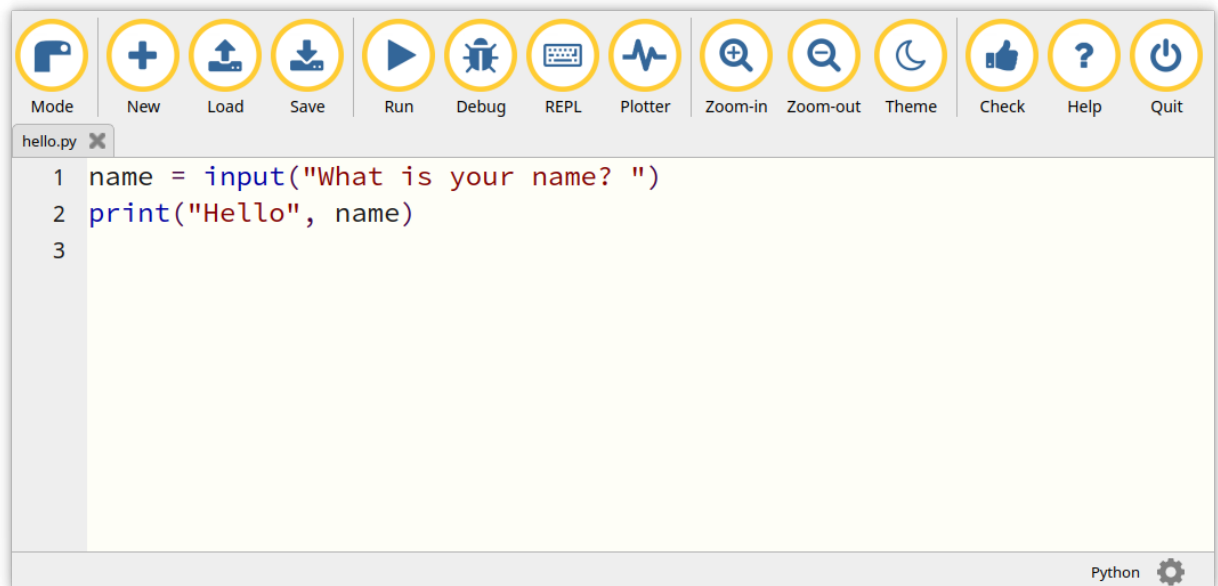 Mode New Load Save Run Debug REPL Plotter Zoom-in Zoom-out Theme Check Help Quit
hello.py
1 name = input("What is your name? ")
2 print("Hello", name)
3
Python